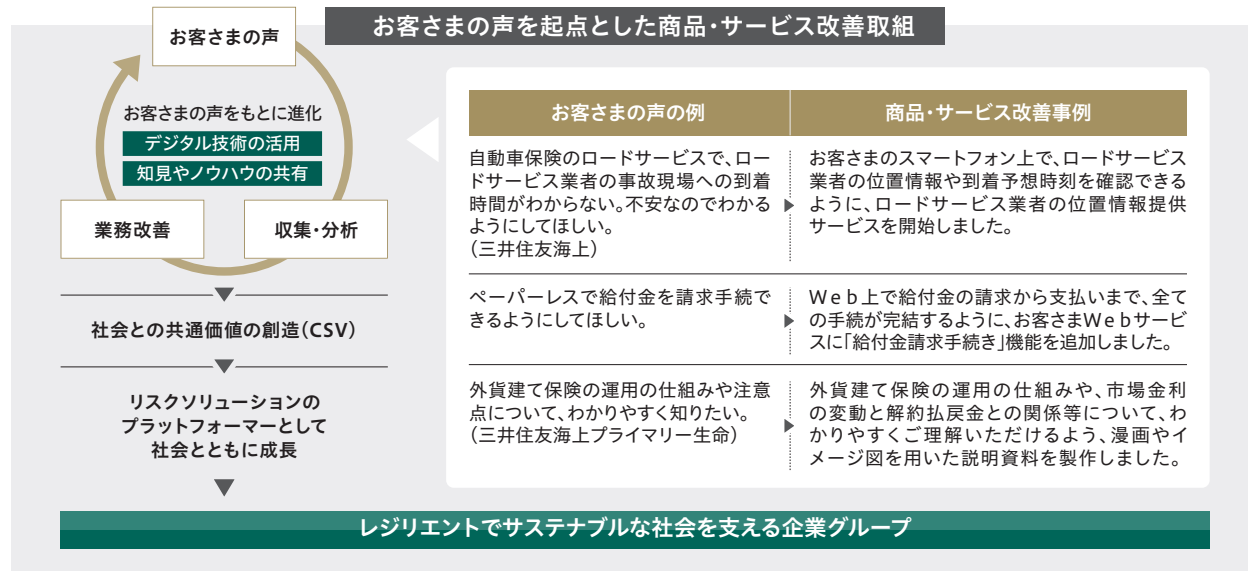 お客さまの声を起点とした商品・サービス改善取組
お客さまの声
お客さまの声をもとに進化
デジタル技術の活用
知見やノウハウの共有
業務改善
収集・分析
社会との共通価値の創造(CSV)
リスクソリューションの
プラットフォーマーとして
社会とともに成長
お客さまの声の例
商品・サービス改善事例
自動車保険のロードサービスで、ロー
ドサービス業者の事故現場への到着
時間がわからない。不安なのでわかる
ようにしてほしい。
(三井住友海上)
お客さまのスマートフォン上で、ロードサービス
業者の位置情報や到着予想時刻を確認できる
ように、ロードサービス業者の位置情報提供
サービスを開始しました。
ペーパーレスで給付金を請求手続で
きるようにしてほしい。
Web上で給付金の請求から支払いまで、全て
の手続が完結するように、お客さまWebサービ
スに「給付金請求手続き」機能を追加しました。
外貨建て保険の運用の仕組みや注意
点について、わかりやすく知りたい。
(三井住友海上プライマリー生命)
外貨建て保険の運用の仕組みや、市場金利
の変動と解約払戻金との関係等について、わ
かりやすくご理解いただけるよう、漫画やイ
メージ図を用いた説明資料を製作しました。
レジリエントでサステナブルな社会を支える企業グループ